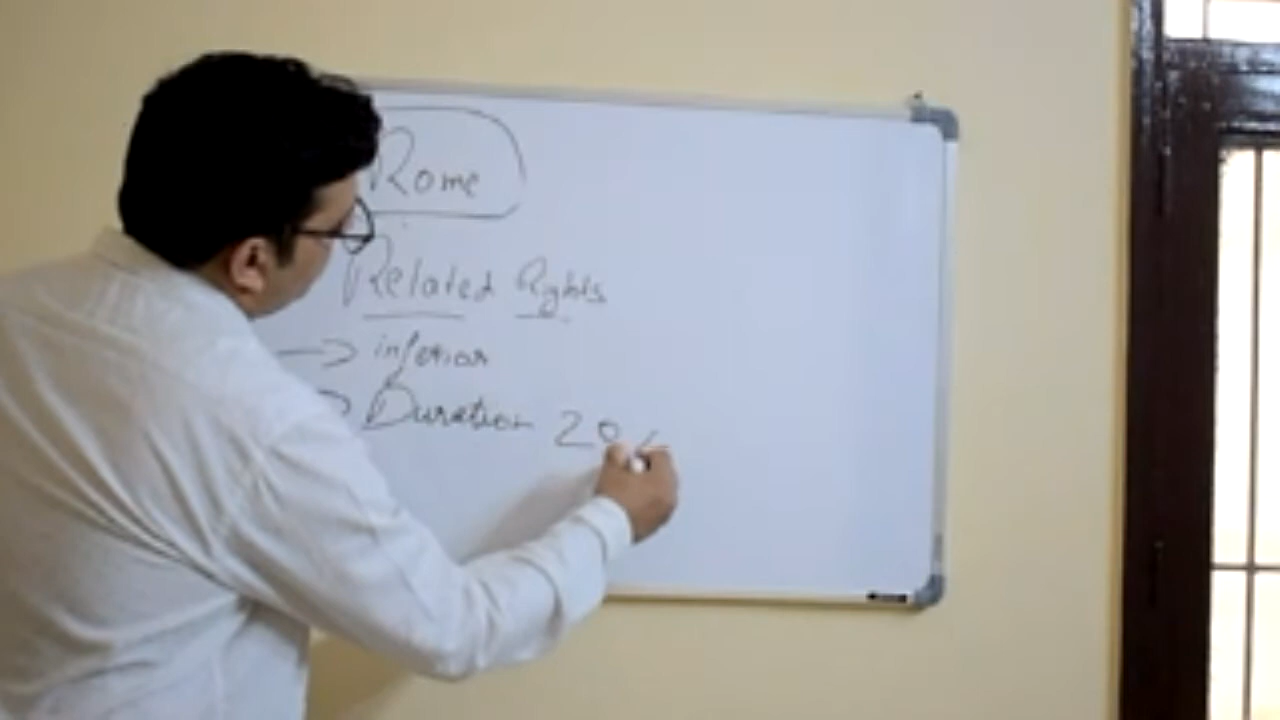 Rome
Related Rights
→ inferior
→ Duration 20